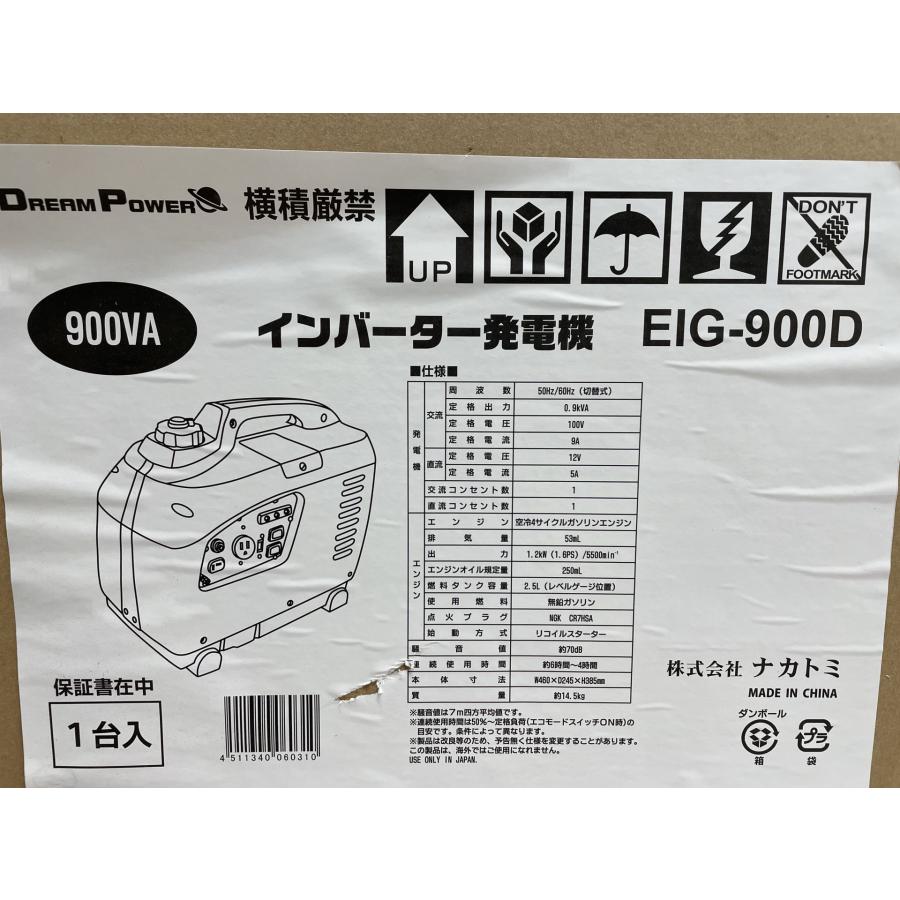 DREAM POWER 横積厳禁
UP
DON'T
FOOTMARK
900VA
インバーター発電機 EIG-900D
■仕様■
発電機
交流
周波数 50Hz/60Hz (切替式)
定格出力 0.9kVA
定格電圧 100V
定格電流 9A
直流
定格電圧 12V
定格電流 5A
交流コンセント数 1
直流コンセント数 1
エンジン
エンジン 空冷4サイクルガソリンエンジン
排気量 53mL
出力 1.2kW (1.6PS) /5500min⁻¹
エンジンオイル規定量 250mL
燃料タンク容量 2.5L (レベルゲージ位置)
使用燃料 無鉛ガソリン
点火プラグ NGK CR7HSA
始動方式 リコイルスターター
騒音値 約70dB
連続使用時間 約6時間〜4時間
本体寸法 W460×D245×H385mm
質量 約14.5kg
※騒音値は7m四方平均値です。
※連続使用時間は50%〜定格負荷(エコモードスイッチON時)の
目安です。条件によって異なります。
※製品は改良等のため、予告無く仕様を変更することがあります。
この製品は、海外ではご使用になれません。
USE ONLY IN JAPAN.
保証書在中
1台入
4 511340 060310
株式会社 ナカトミ
MADE IN CHINA
ダンボール
箱
プラ
袋